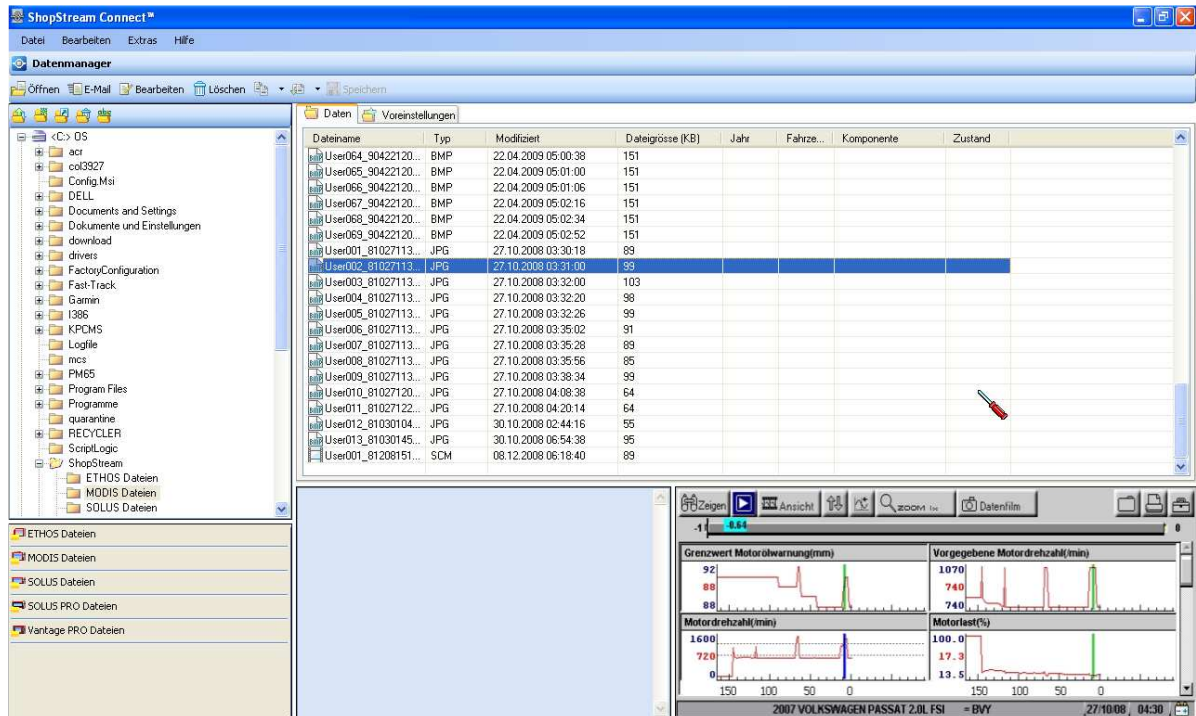 ShopStream Connect™
Datei Bearbeiten Extras Hilfe
Datenmanager
Öffnen E-Mail Bearbeiten Löschen Speichern
Daten Voreinstellungen
<C:> OS
acr
col3927
Config.Msi
DELL
Documents and Settings
Dokumente und Einstellungen
download
drivers
FactoryConfiguration
Fast-Track
Garmin
I386
KPCMS
Logfile
mcs
PM65
Program Files
Programme
quarantine
RECYCLER
ScriptLogic
ShopStream
ETHOS Dateien
MODIS Dateien
SOLUS Dateien
ETHOS Dateien
MODIS Dateien
SOLUS Dateien
SOLUS PRO Dateien
Vantage PRO Dateien
Dateiname Typ Modifiziert Dateigrösse (KB) Jahr Fahrze... Komponente Zustand
User064_90422120... BMP 22.04.2009 05:00:38 151
User065_90422120... BMP 22.04.2009 05:01:00 151
User066_90422120... BMP 22.04.2009 05:01:06 151
User067_90422120... BMP 22.04.2009 05:02:16 151
User068_90422120... BMP 22.04.2009 05:02:34 151
User069_90422120... BMP 22.04.2009 05:02:52 151
User001_81027113... JPG 27.10.2008 03:30:18 89
User002_81027113... JPG 27.10.2008 03:31:00 99
User003_81027113... JPG 27.10.2008 03:32:00 103
User004_81027113... JPG 27.10.2008 03:32:20 98
User005_81027113... JPG 27.10.2008 03:32:26 99
User006_81027113... JPG 27.10.2008 03:35:02 91
User007_81027113... JPG 27.10.2008 03:35:28 89
User008_81027113... JPG 27.10.2008 03:35:56 85
User009_81027113... JPG 27.10.2008 03:38:34 99
User010_81027120... JPG 27.10.2008 04:08:38 64
User011_81027122... JPG 27.10.2008 04:20:14 64
User012_81030104... JPG 30.10.2008 02:44:16 55
User013_81030145... JPG 30.10.2008 06:54:38 95
User001_81208151... SCM 08.12.2008 06:18:40 89
Zeigen Ansicht ZOOM 1x Datenfilm
-0.64 0
Grenzwert Motorölwarnung(mm)
92
88
88
Vorgegebene Motordrehzahl(/min)
1070
740
740
Motordrehzahl(/min)
1600
720
0
150 100 50 0
Motorlast(%)
100.0
17.3
13.5
150 100 50 0
2007 VOLKSWAGEN PASSAT 2.0L FSI = BVY 27/10/08 04:30